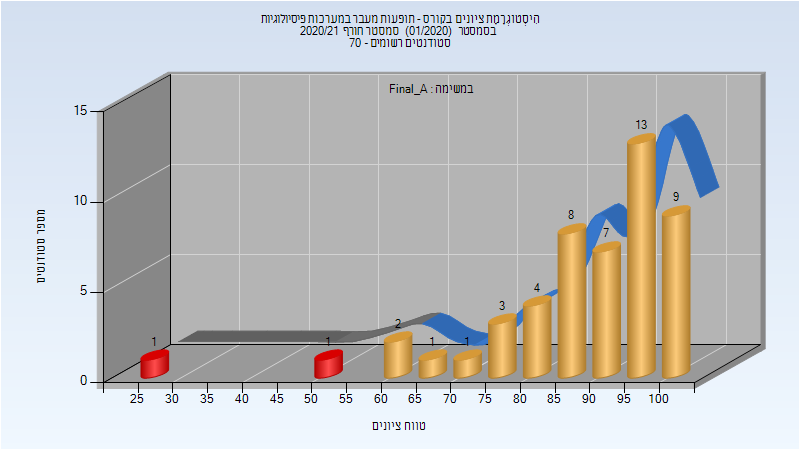 היסטוגרמת ציונים בקורס - תופעות מעבר במערכות פיסיולוגיות
בסמסטר (01/2020) סמסטר חורף 2020/21
סטודנטים רשומים - 70
במשימה : Final_A
מספר סטודנטים
15
10
5
0
1
1
2
1
1
3
4
8
7
13
9
25 30 35 40 45 50 55 60 65 70 75 80 85 90 95 100
טווח ציונים